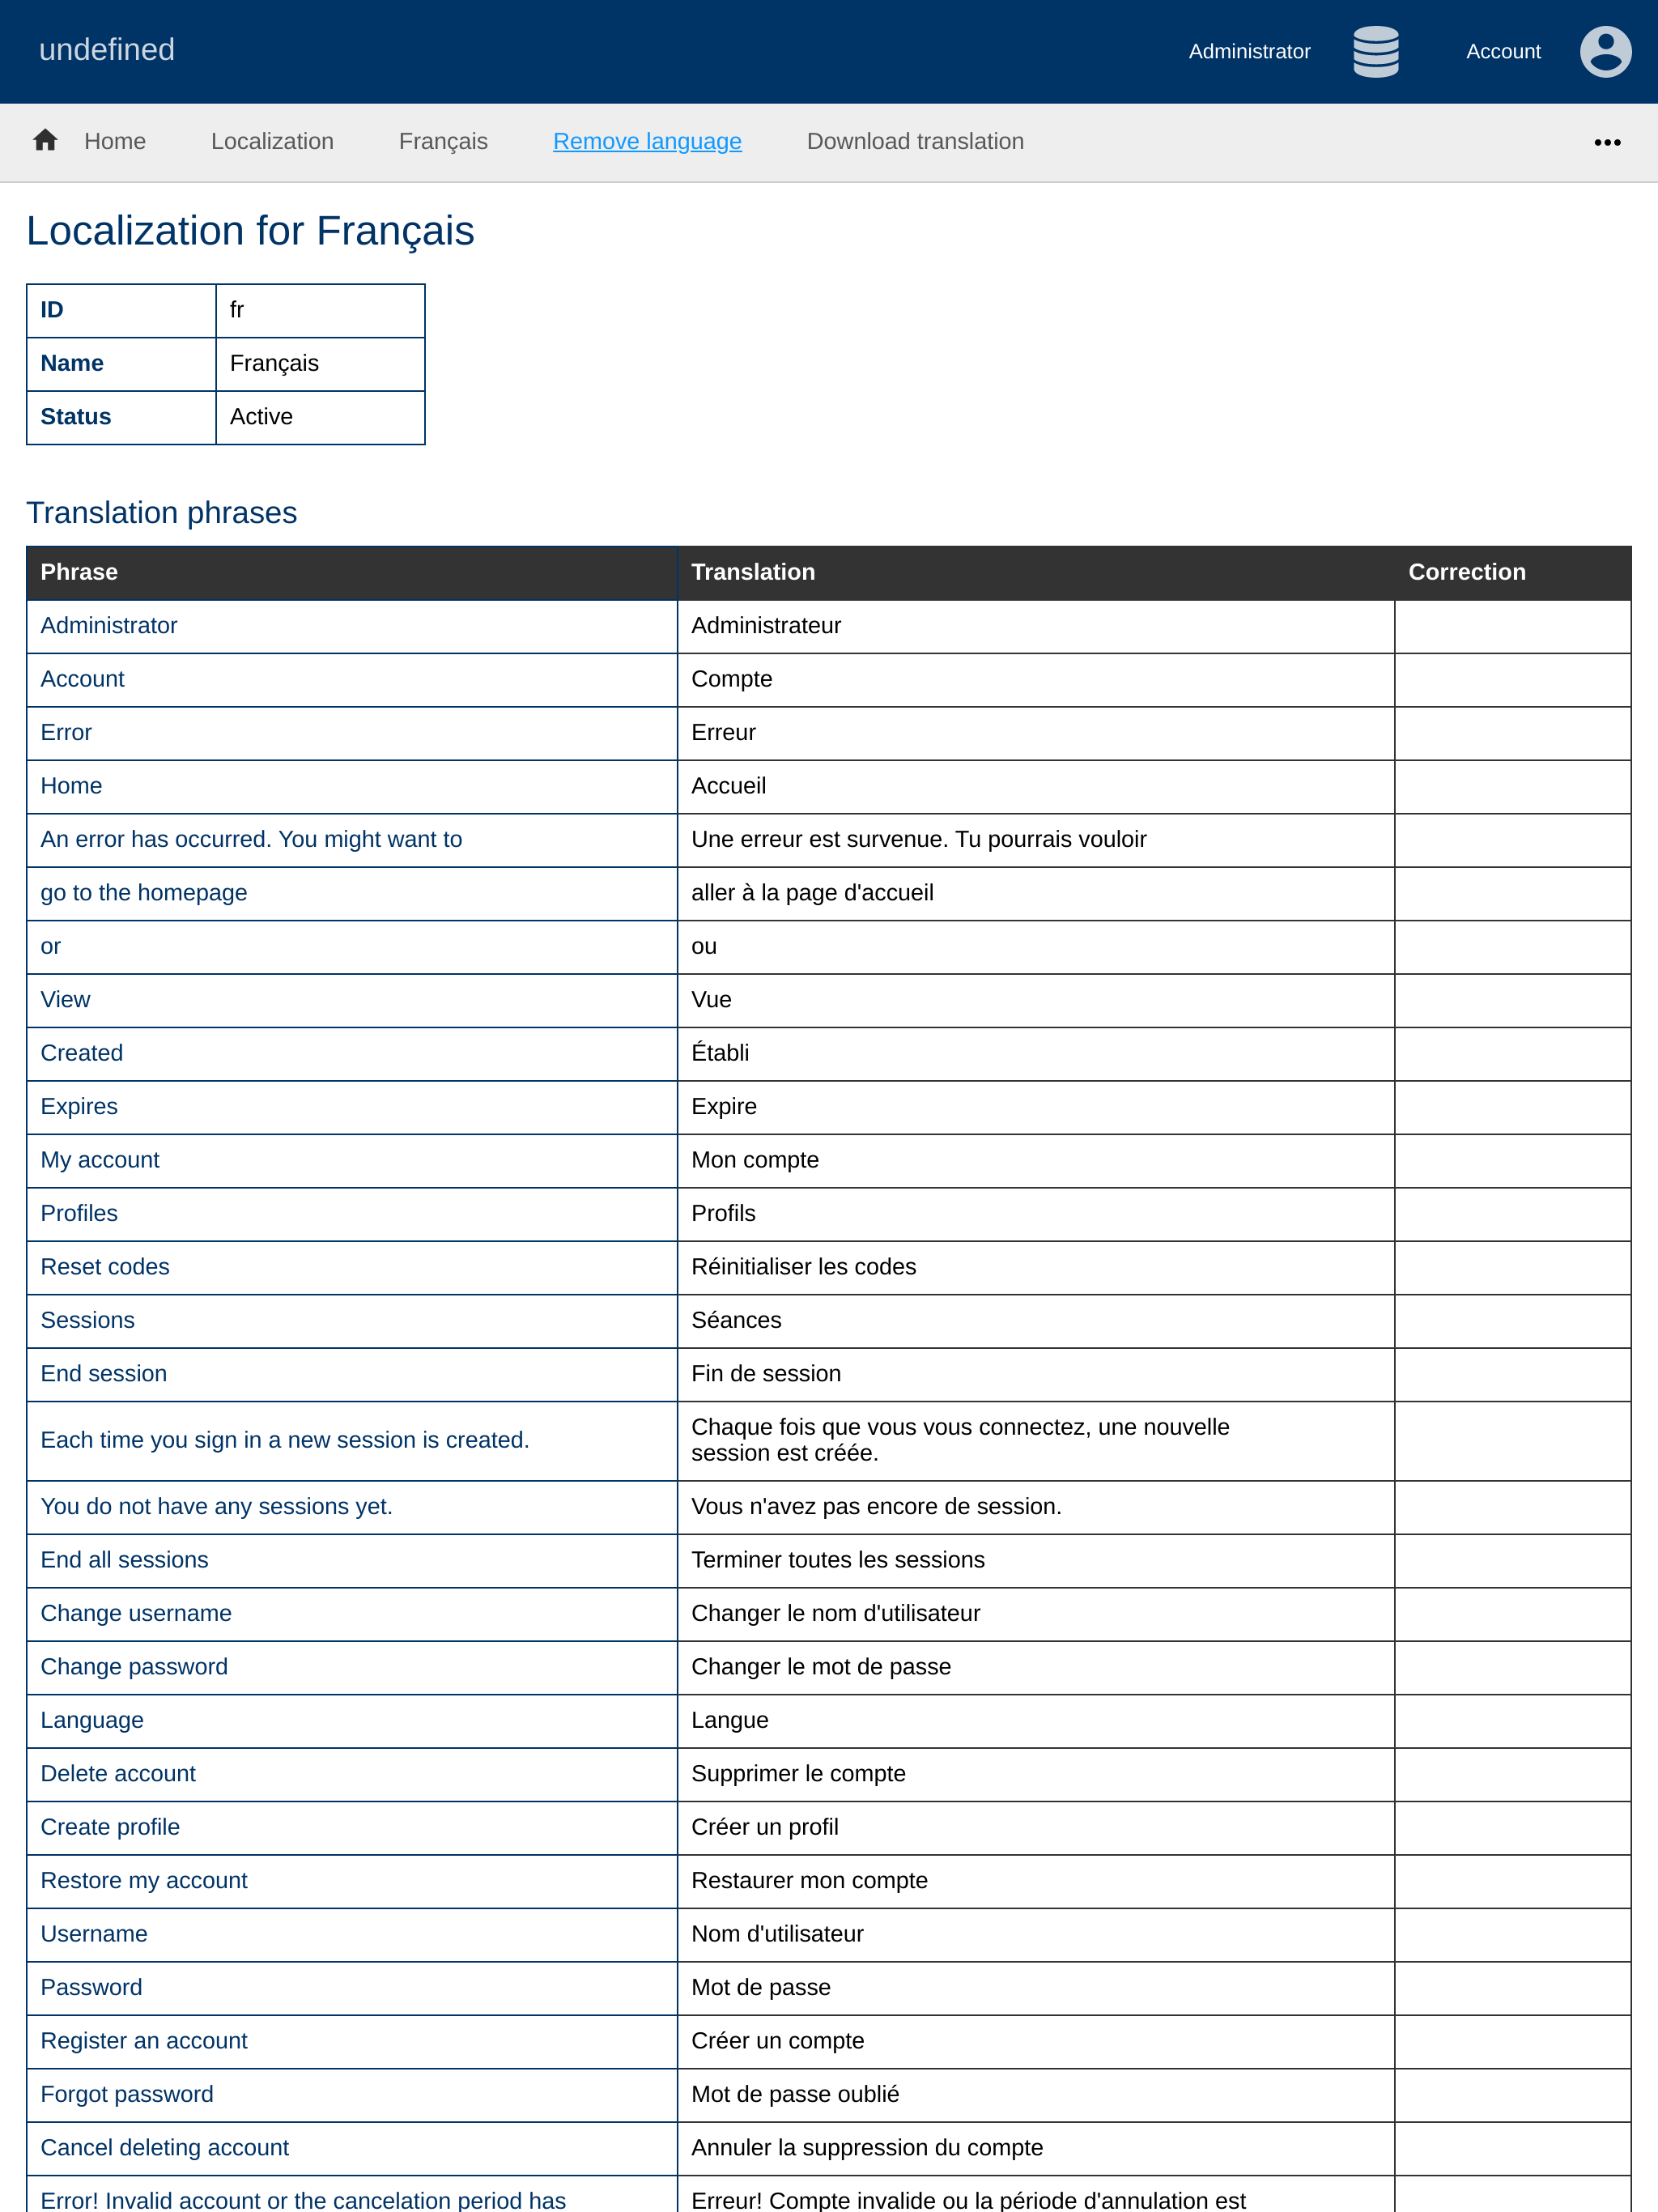 undefined
Administrator
Account
Home
Localization
Français
Remove language
Download translation
Localization for Français
ID fr
Name Français
Status Active
Translation phrases
Phrase Translation Correction
Administrator Administrateur
Account Compte
Error Erreur
Home Accueil
An error has occurred. You might want to Une erreur est survenue. Tu pourrais vouloir
go to the homepage aller à la page d'accueil
or ou
View Vue
Created Établi
Expires Expire
My account Mon compte
Profiles Profils
Reset codes Réinitialiser les codes
Sessions Séances
End session Fin de session
Each time you sign in a new session is created. Chaque fois que vous vous connectez, une nouvelle
session est créée.
You do not have any sessions yet. Vous n'avez pas encore de session.
End all sessions Terminer toutes les sessions
Change username Changer le nom d'utilisateur
Change password Changer le mot de passe
Language Langue
Delete account Supprimer le compte
Create profile Créer un profil
Restore my account Restaurer mon compte
Username Nom d'utilisateur
Password Mot de passe
Register an account Créer un compte
Forgot password Mot de passe oublié
Cancel deleting account Annuler la suppression du compte
Error! Invalid account or the cancelation period has Erreur! Compte invalide ou la période d'annulation est